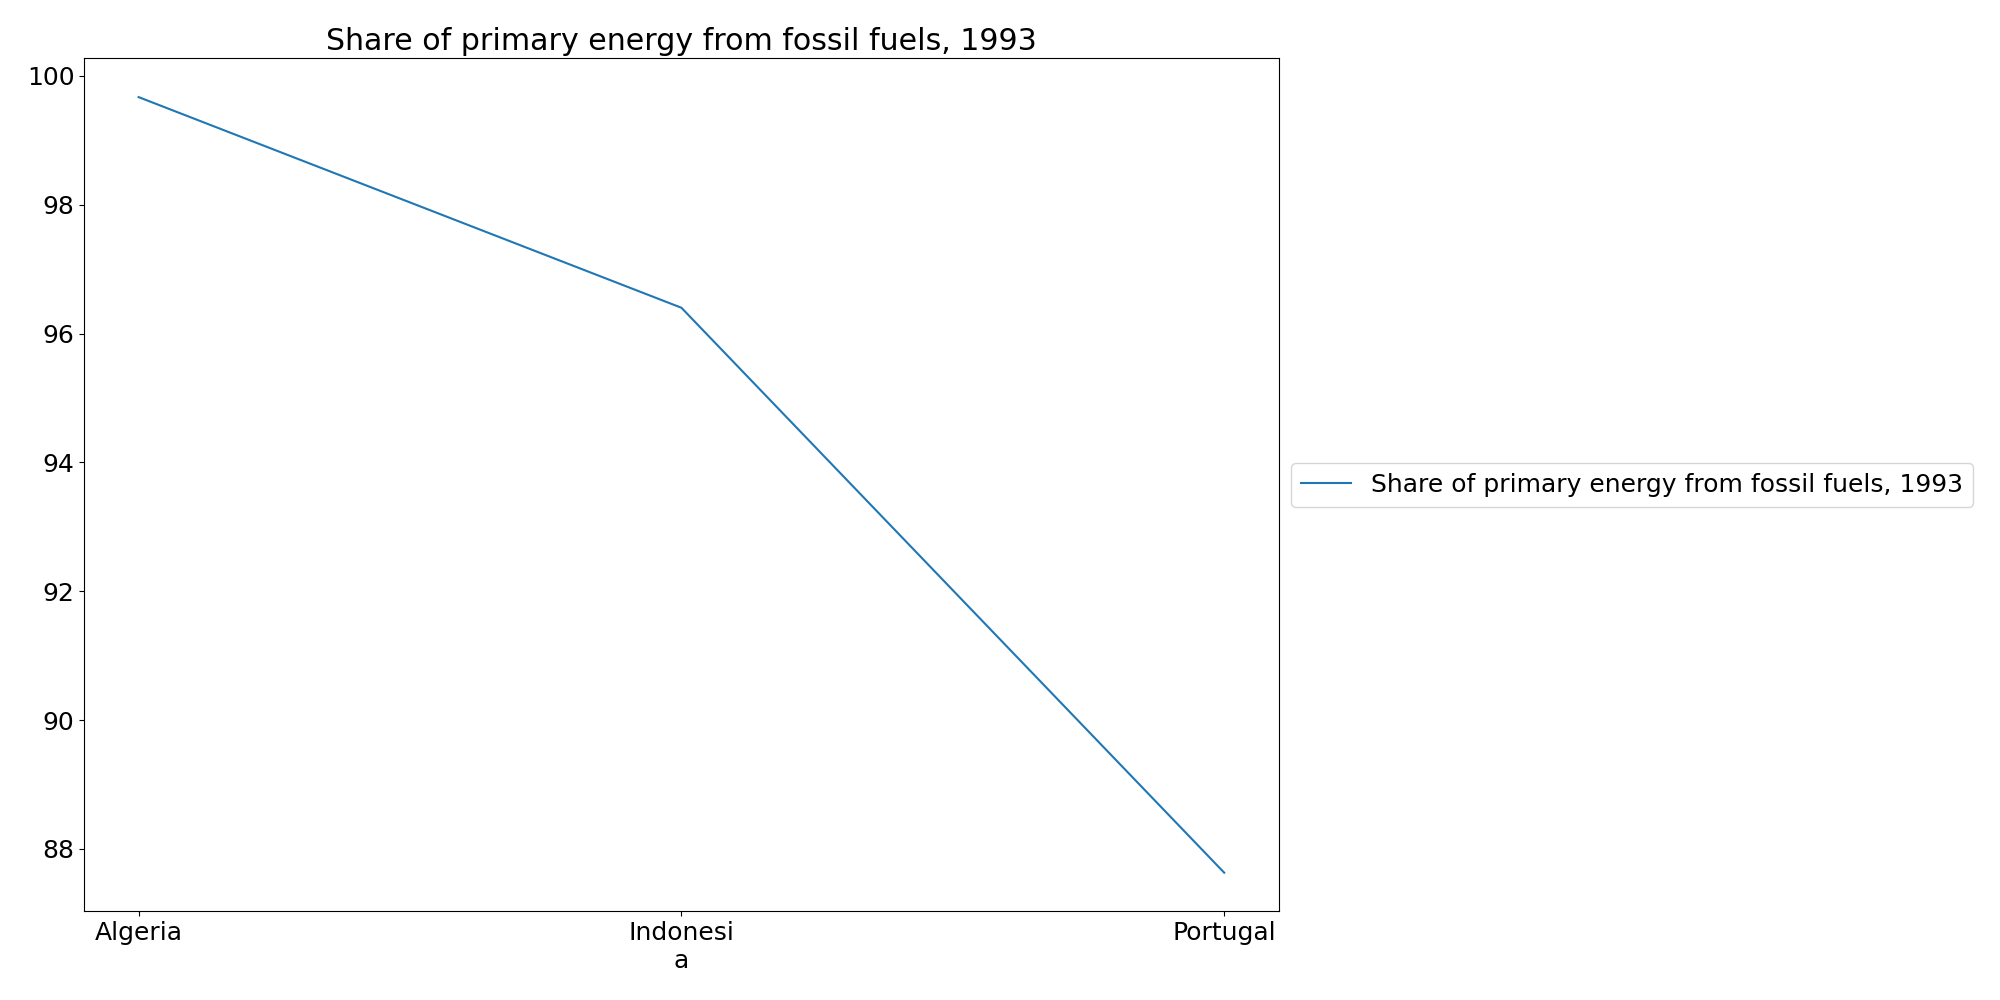 Share of primary energy from fossil fuels, 1993
100
98
96
94
92
90
88
Algeria
Indonesi
a
Portugal
Share of primary energy from fossil fuels, 1993